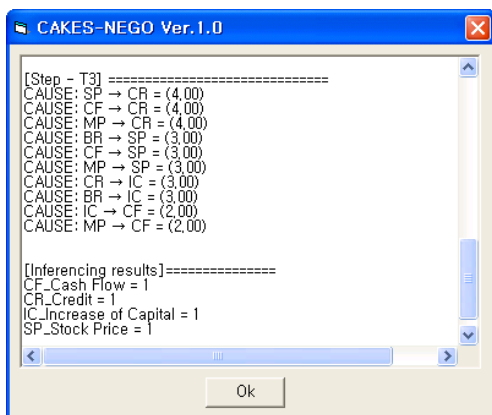 CAKES-NEGO Ver.1.0
[Step - T3] ==============================
CAUSE: SP → CR = (4,00)
CAUSE: CF → CR = (4,00)
CAUSE: MP → CR = (4,00)
CAUSE: BR → SP = (3,00)
CAUSE: CF → SP = (3,00)
CAUSE: MP → SP = (3,00)
CAUSE: CR → IC = (3,00)
CAUSE: BR → IC = (3,00)
CAUSE: IC → CF = (2,00)
CAUSE: MP → CF = (2,00)
[Inferencing results]===============
CF_Cash Flow = 1
CR_Credit = 1
IC_Increase of Capital = 1
SP_Stock Price = 1
Ok